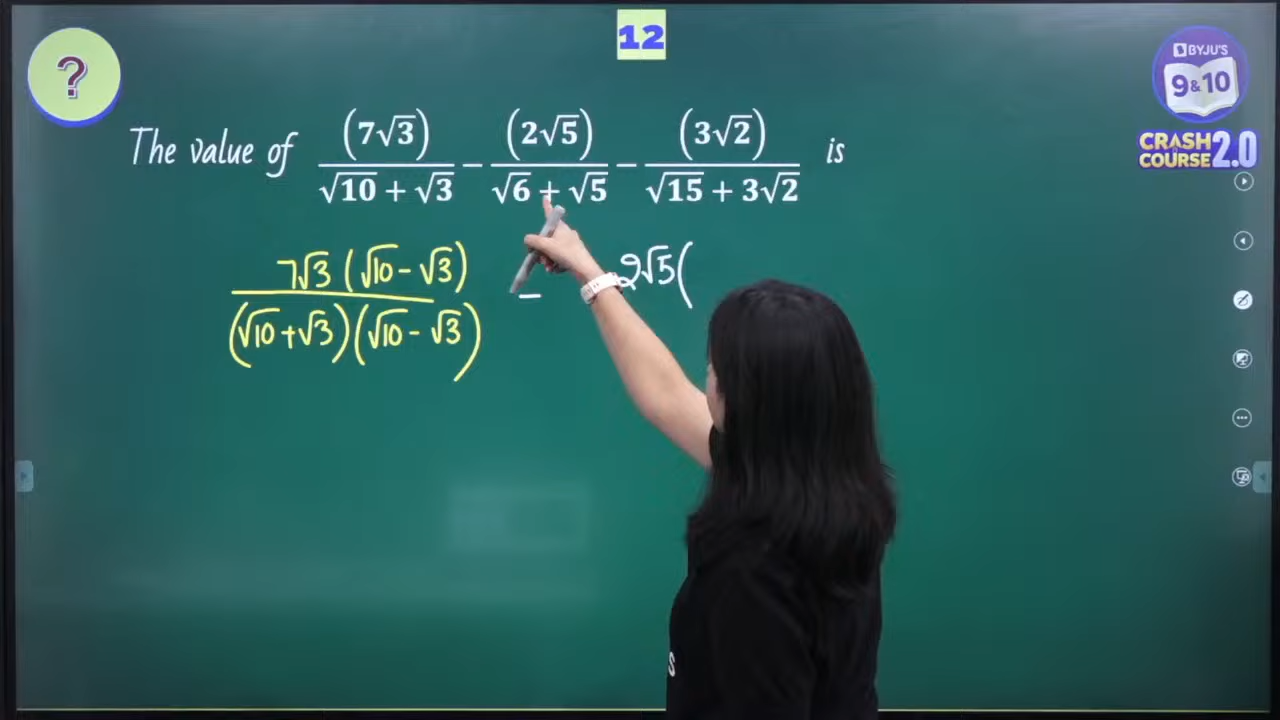 12
?
BYJU'S
9 & 10
CRASH COURSE 2.0
The value of (7√3)/(√10 + √3) − (2√5)/(√6 + √5) − (3√2)/(√15 + 3√2) is
7√3 (√10 − √3) − 2√5(
(√10 + √3)(√10 − √3)
S